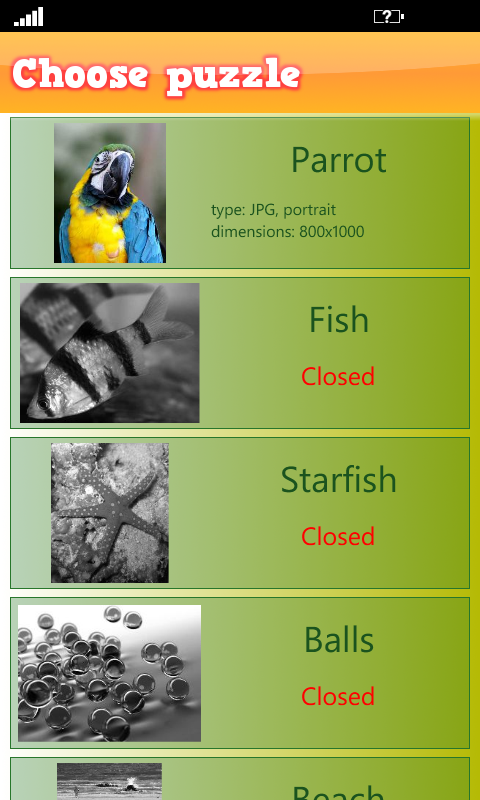 Choose puzzle
Parrot
type: JPG, portrait
dimensions: 800x1000
Fish
Closed
Starfish
Closed
Balls
Closed
Beach